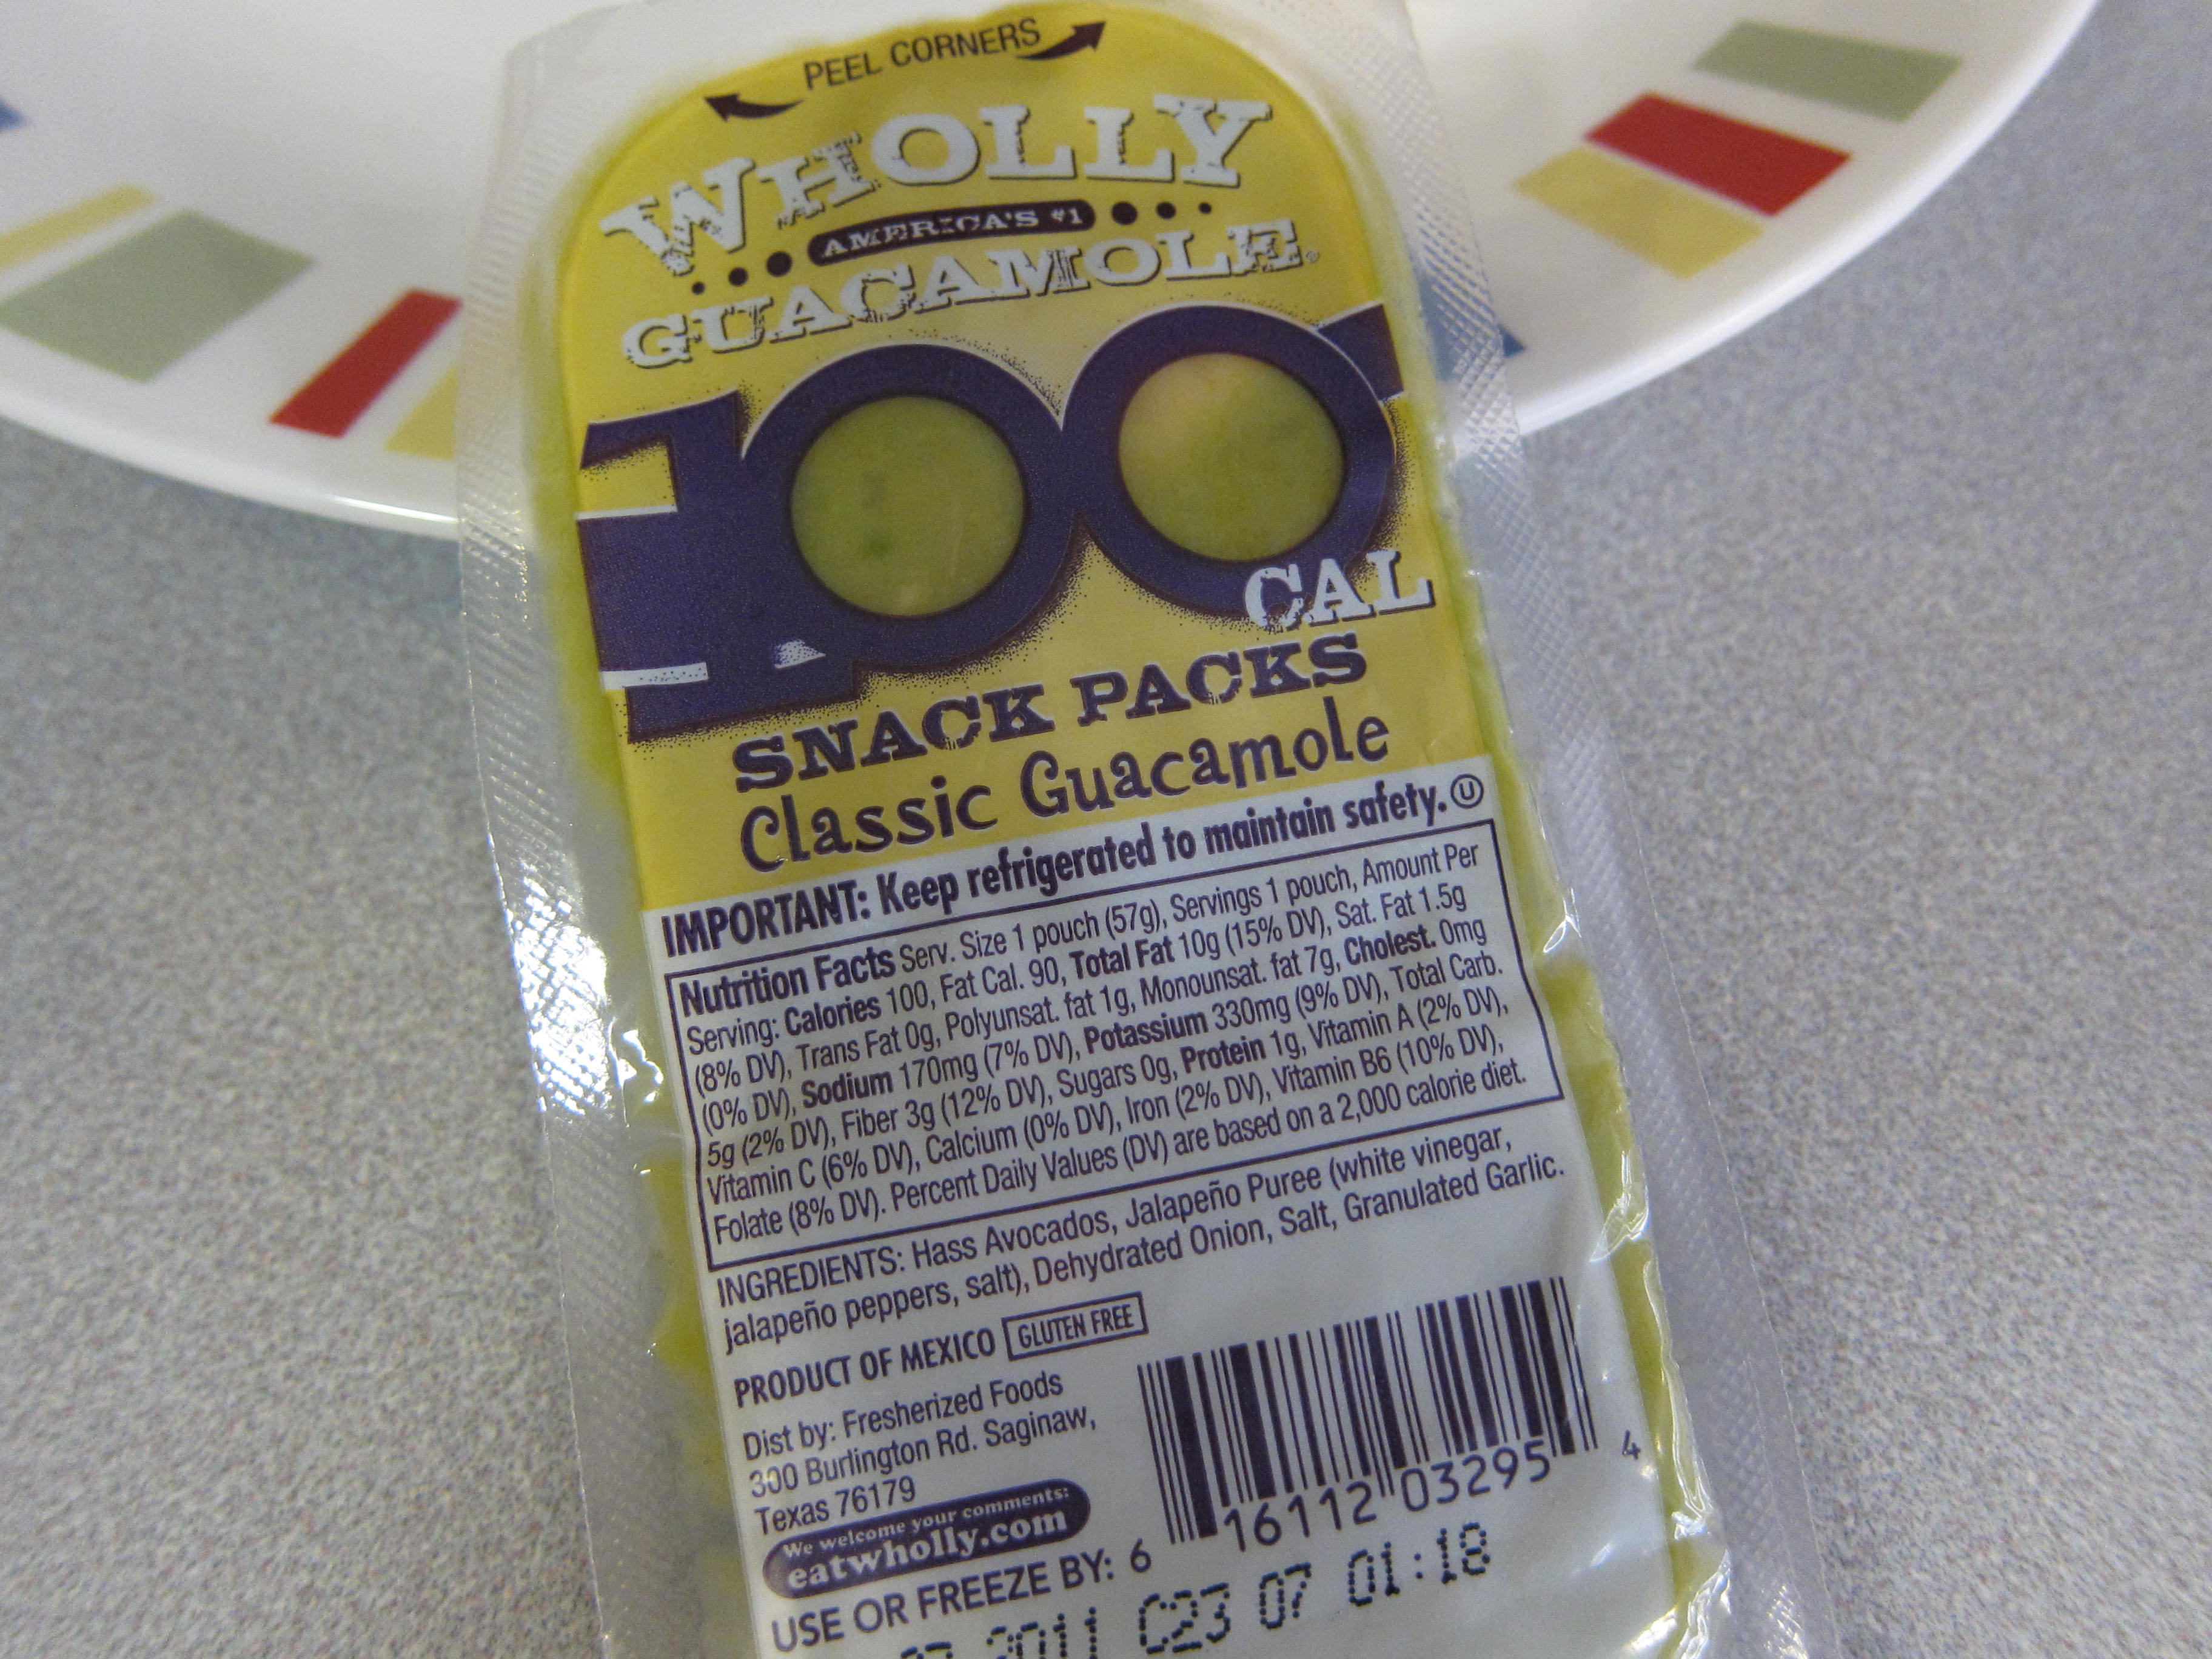 PEEL CORNERS
WHOLLY
AMERICA'S #1
GUACAMOLE®
100
CAL
SNACK PACKS
Classic Guacamole
IMPORTANT: Keep refrigerated to maintain safety. Ⓤ
Nutrition Facts Serv. Size 1 pouch (57g), Servings 1 pouch, Amount Per
Serving: Calories 100, Fat Cal. 90, Total Fat 10g (15% DV), Sat. Fat 1.5g
(8% DV), Trans Fat 0g, Polyunsat. fat 1g, Monounsat. fat 7g, Cholest. 0mg
(0% DV), Sodium 170mg (7% DV), Potassium 330mg (9% DV), Total Carb.
5g (2% DV), Fiber 3g (12% DV), Sugars 0g, Protein 1g, Vitamin A (2% DV),
Vitamin C (6% DV), Calcium (0% DV), Iron (2% DV), Vitamin B6 (10% DV),
Folate (8% DV). Percent Daily Values (DV) are based on a 2,000 calorie diet.
INGREDIENTS: Hass Avocados, Jalapeño Puree (white vinegar,
jalapeño peppers, salt), Dehydrated Onion, Salt, Granulated Garlic.
PRODUCT OF MEXICO GLUTEN FREE
Dist by: Fresherized Foods
300 Burlington Rd. Saginaw,
Texas 76179
We welcome your comments:
eatwholly.com
6 16112 03295 4
USE OR FREEZE BY:
2011 C23 07 01:18